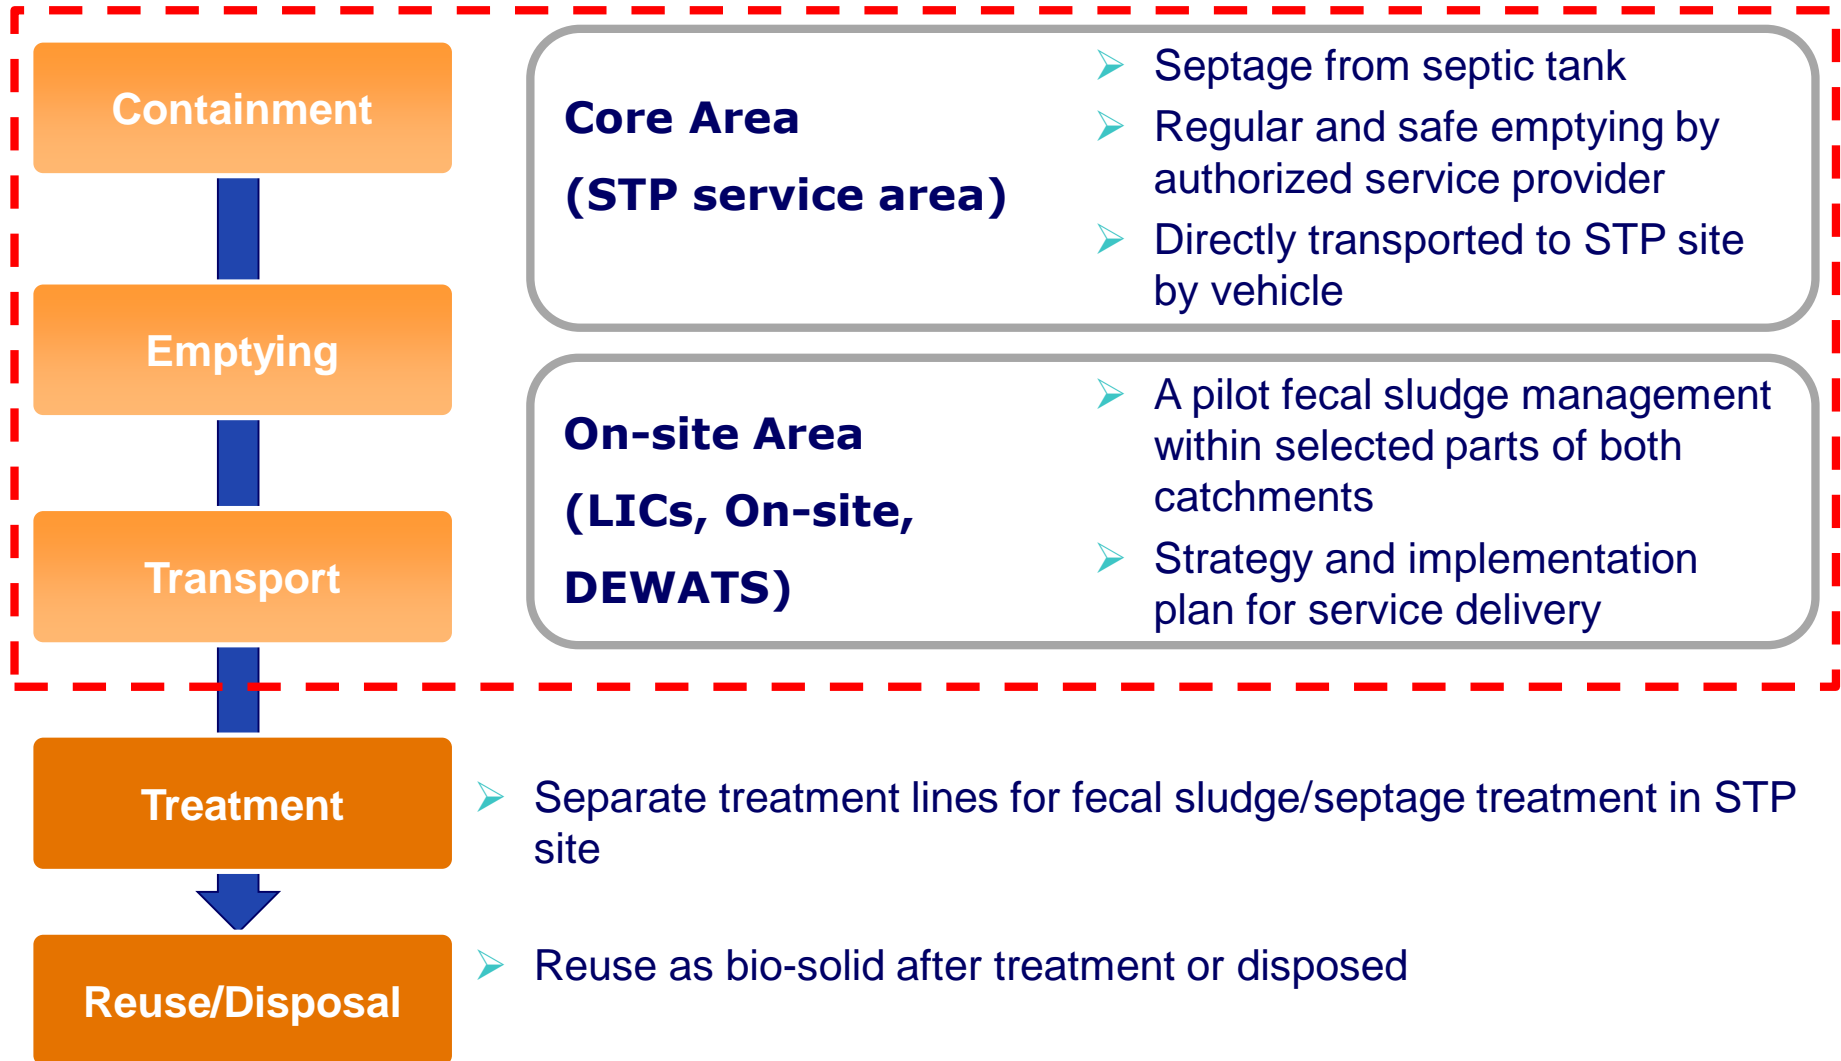 Containment
Emptying
Transport
Treatment
Reuse/Disposal
Core Area
(STP service area)
Septage from septic tank
Regular and safe emptying by
authorized service provider
Directly transported to STP site
by vehicle
On-site Area
(LICs, On-site,
DEWATS)
A pilot fecal sludge management
within selected parts of both
catchments
Strategy and implementation
plan for service delivery
Separate treatment lines for fecal sludge/septage treatment in STP
site
Reuse as bio-solid after treatment or disposed